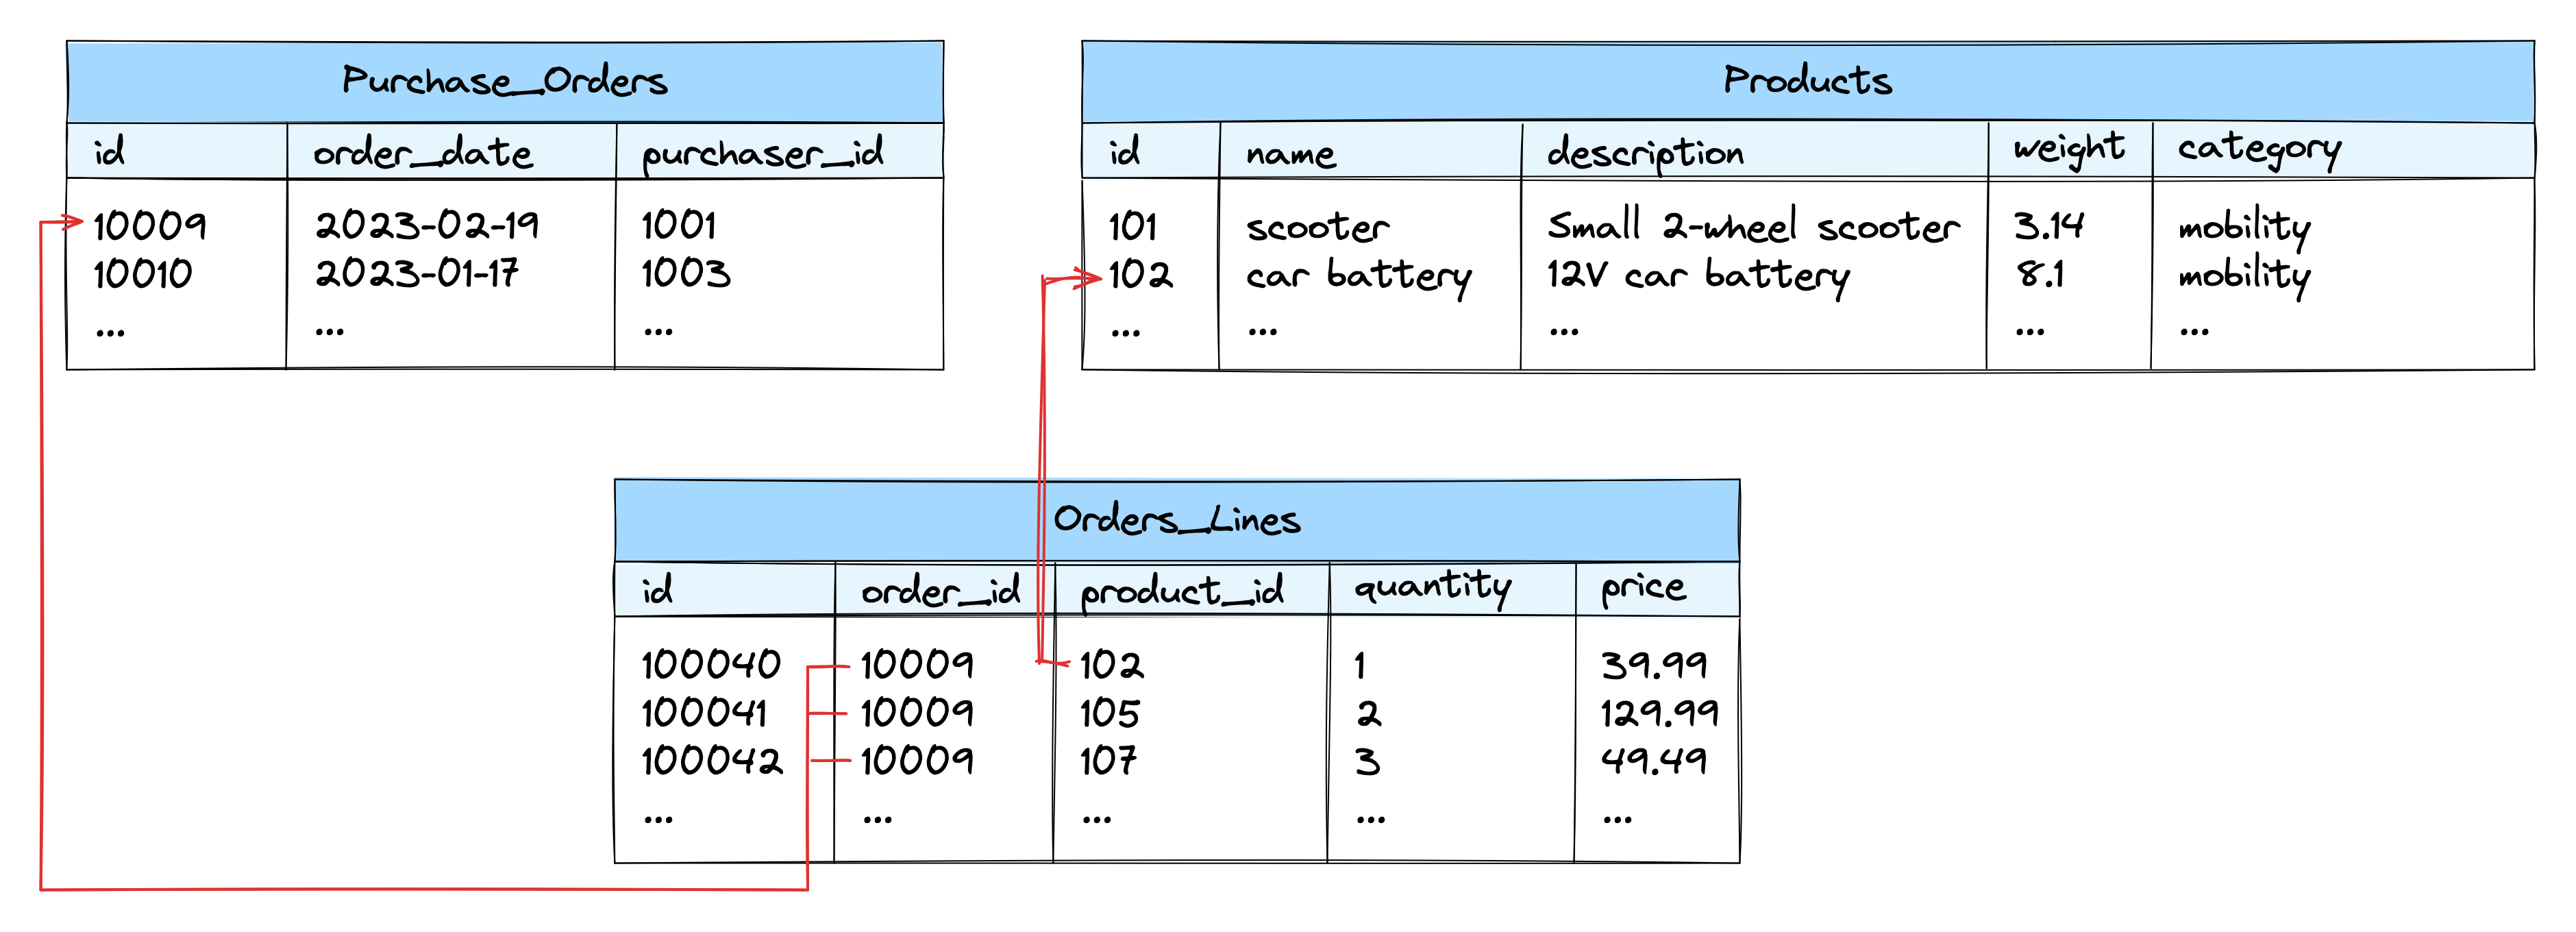 Purchase_Orders
id order_date purchaser_id
10009 2023-02-19 1001
10010 2023-01-17 1003
... ... ...
Products
id name description weight category
101 scooter Small 2-wheel scooter 3.14 mobility
102 car battery 12V car battery 8.1 mobility
... ... ... ... ...
Orders_Lines
id order_id product_id quantity price
100040 10009 102 1 39.99
100041 10009 105 2 129.99
100042 10009 107 3 49.49
... ... ... ... ...